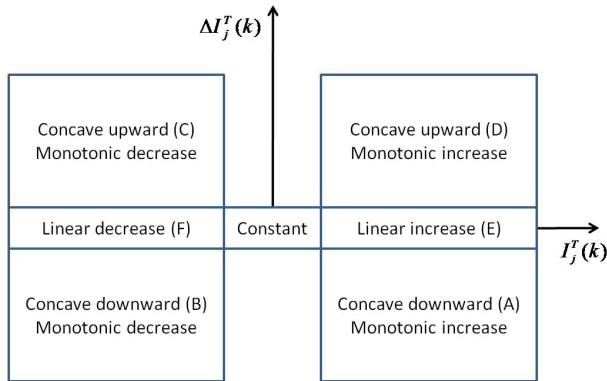 ΔI_j^T(k)
Concave upward (C)
Monotonic decrease
Concave upward (D)
Monotonic increase
Linear decrease (F)
Constant
Linear increase (E)
I_j^T(k)
Concave downward (B)
Monotonic decrease
Concave downward (A)
Monotonic increase